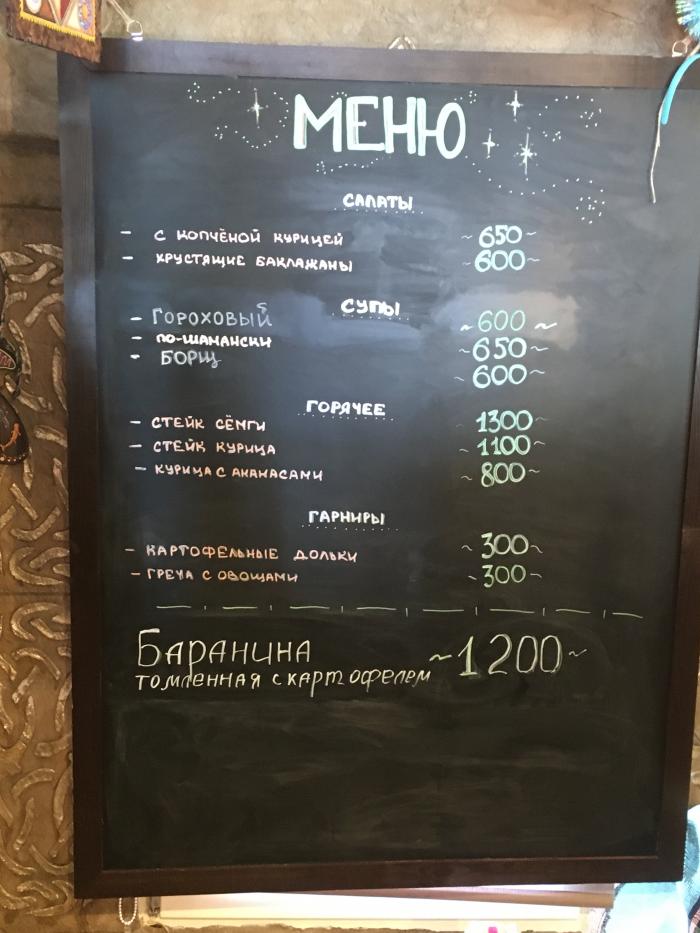 МЕНЮ
САЛАТЫ
- С КОПЧЁНОЙ КУРИЦЕЙ ~650~
- ХРУСТЯЩИЕ БАКЛАЖАНЫ ~600~
СУПЫ
- ГОРОХОВЫЙ ~600~
- ПО-ШАМАНСКИ ~650~
- БОРЩ ~600~
ГОРЯЧЕЕ
- СТЕЙК СЁМГИ ~1300~
- СТЕЙК КУРИЦА ~1100~
- КУРИЦА С АНАНАСАМИ ~800~
ГАРНИРЫ
- КАРТОФЕЛЬНЫЕ ДОЛЬКИ ~300~
- ГРЕЧА С ОВОЩАМИ ~300~
БАРАНИНА ~1200~
томленная с картофелем